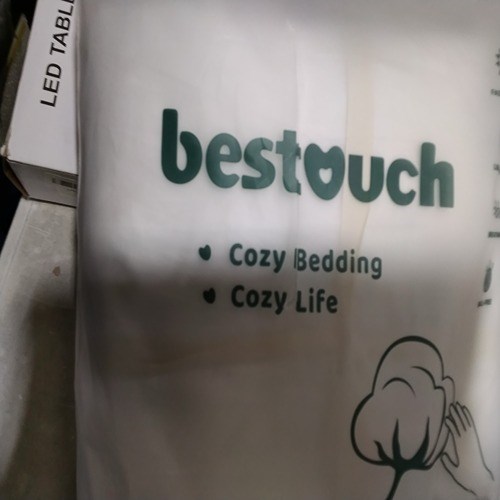 LED TABL
bestouch
Cozy Bedding
Cozy Life